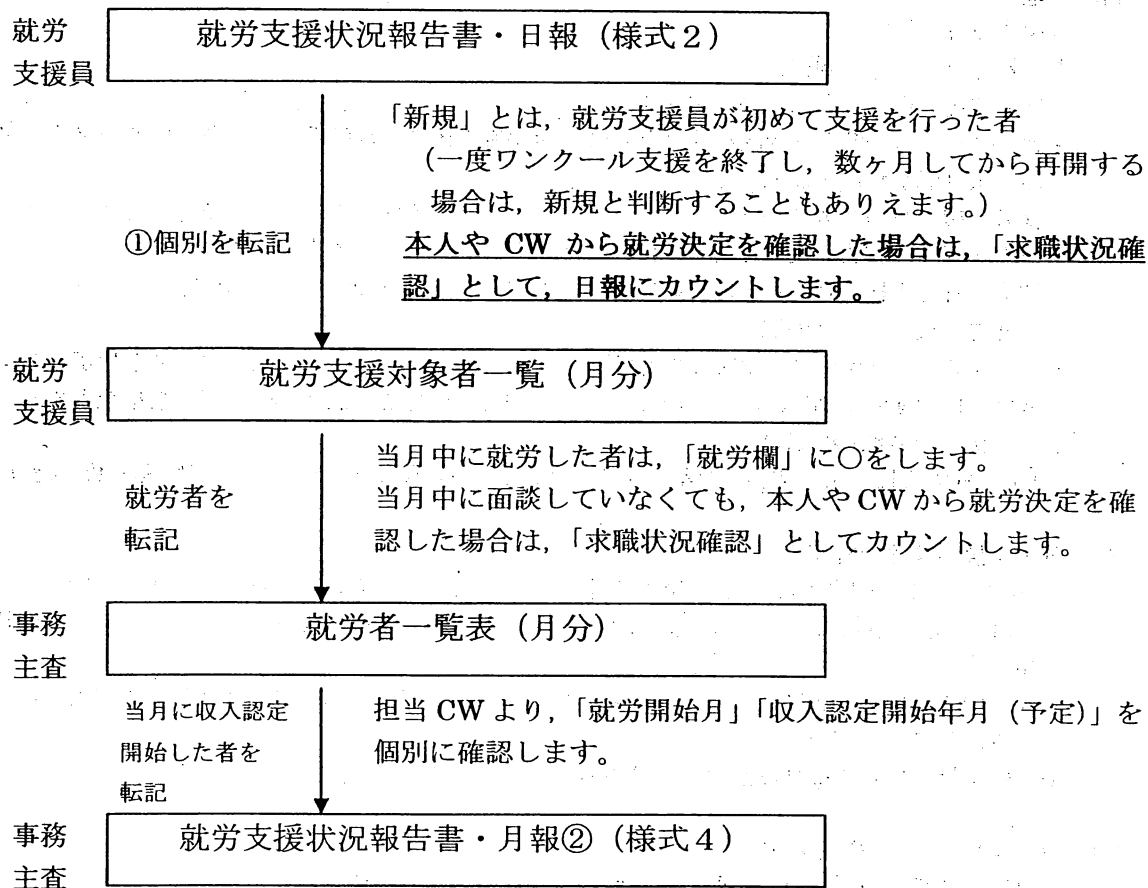 就労
支援員
就労支援状況報告書・日報（様式２）
「新規」とは，就労支援員が初めて支援を行った者
（一度ワンクール支援を終了し，数ヶ月してから再開する
場合は，新規と判断することもありえます。）
①個別を転記
本人や CW から就労決定を確認した場合は，「求職状況確
認」として，日報にカウントします。
就労
支援員
就労支援対象者一覧（月分）
就労者を
転記
当月中に就労した者は，「就労欄」に○をします。
当月中に面談していなくても，本人や CW から就労決定を確
認した場合は，「求職状況確認」としてカウントします。
事務
主査
就労者一覧表（月分）
当月に収入認定
開始した者を
転記
担当 CW より，「就労開始月」「収入認定開始年月（予定）」を
個別に確認します。
事務
主査
就労支援状況報告書・月報②（様式４）